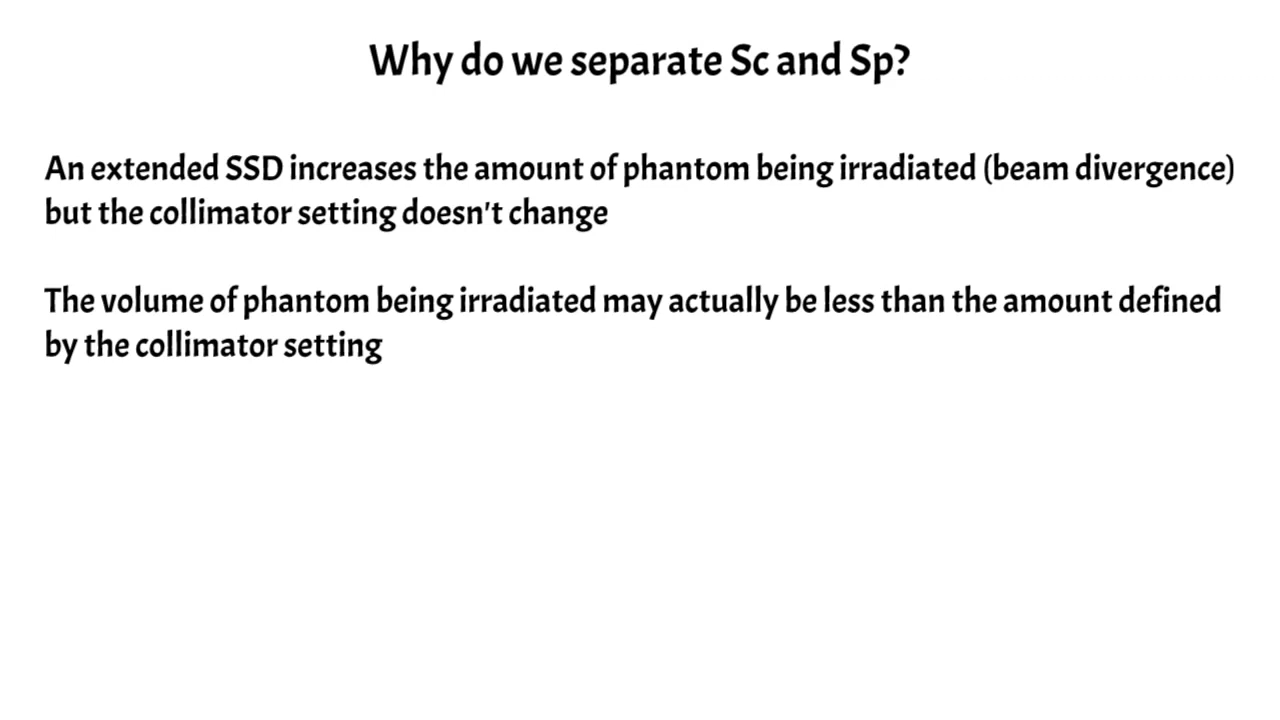 Why do we separate Sc and Sp?
An extended SSD increases the amount of phantom being irradiated (beam divergence)
but the collimator setting doesn't change
The volume of phantom being irradiated may actually be less than the amount defined
by the collimator setting